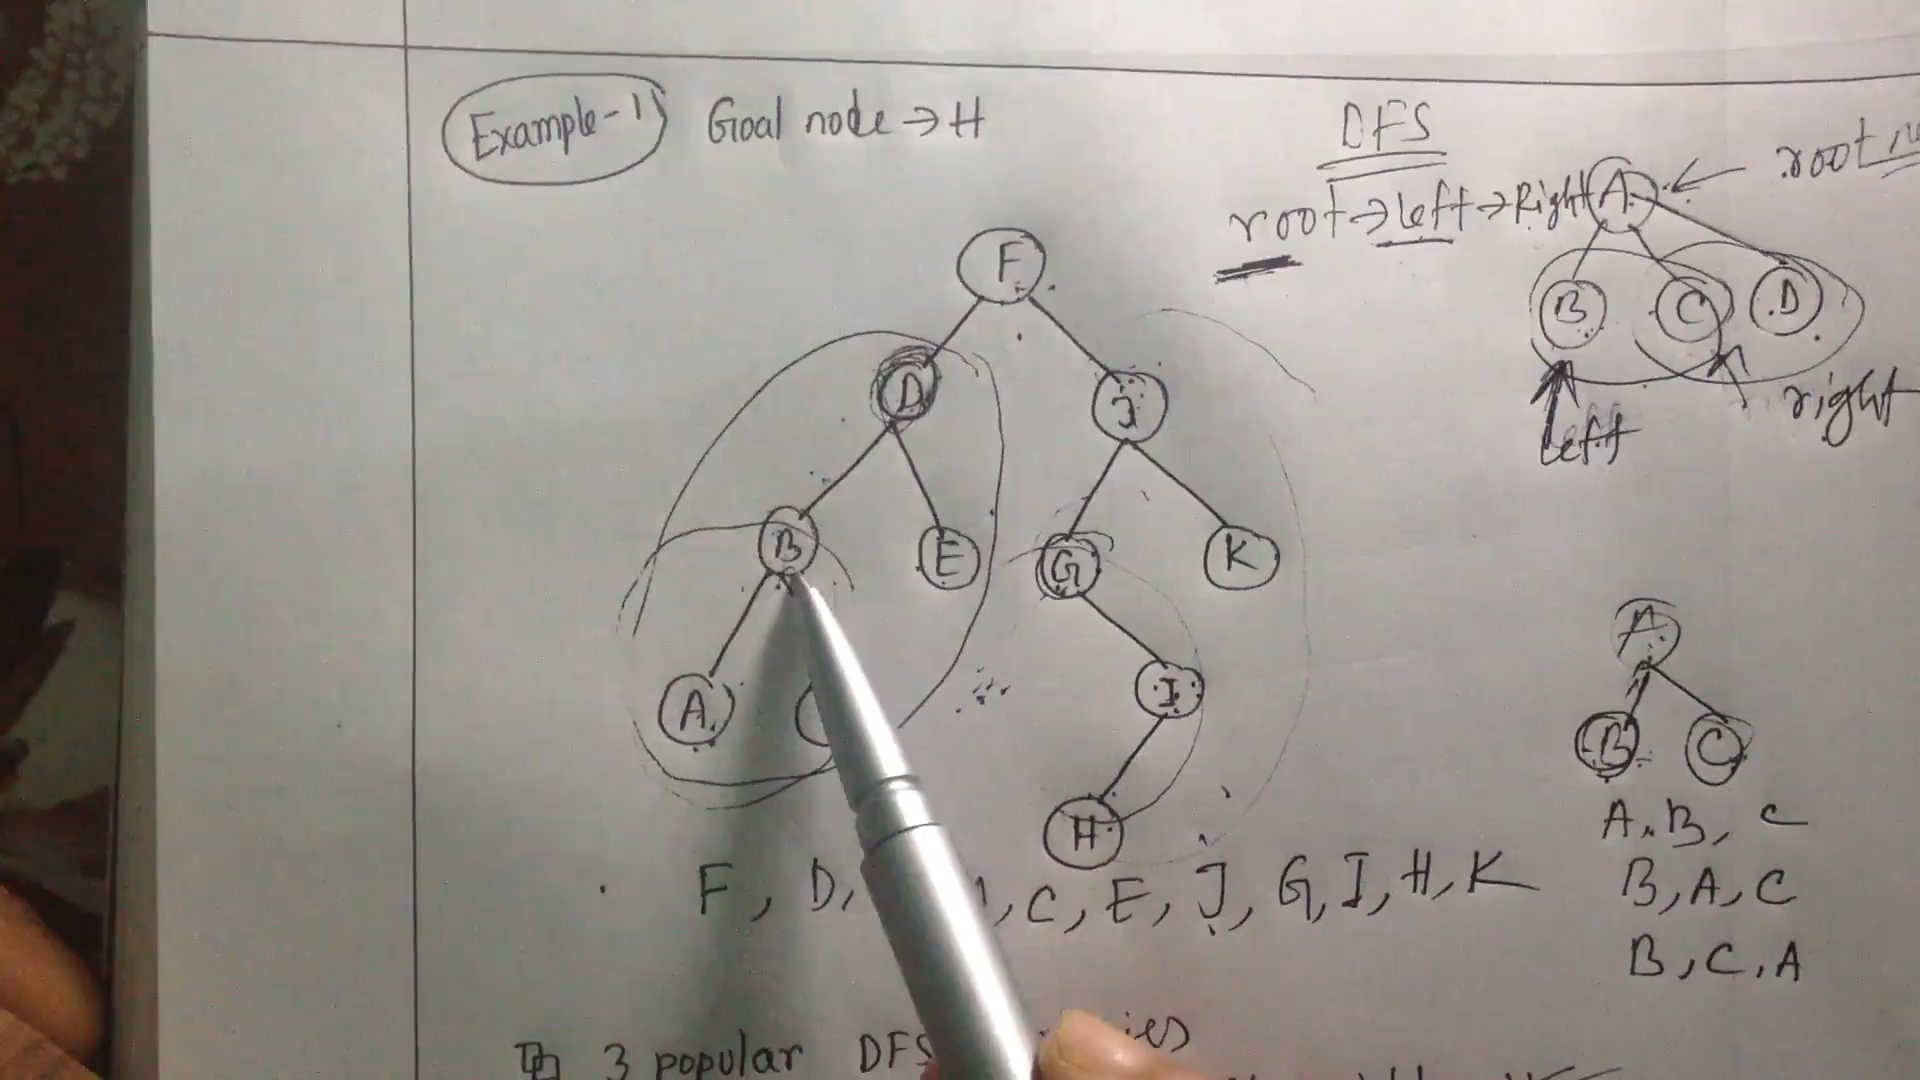 Example-1 Goal node → H
DFS
root → Left → Right
A
root
B C D
left
right
F
D J
B E G K
A
I
H
F, D, , C, E, J, G, I, H, K
A
B C
A, B, C
B, A, C
B, C, A
3 popular DFS